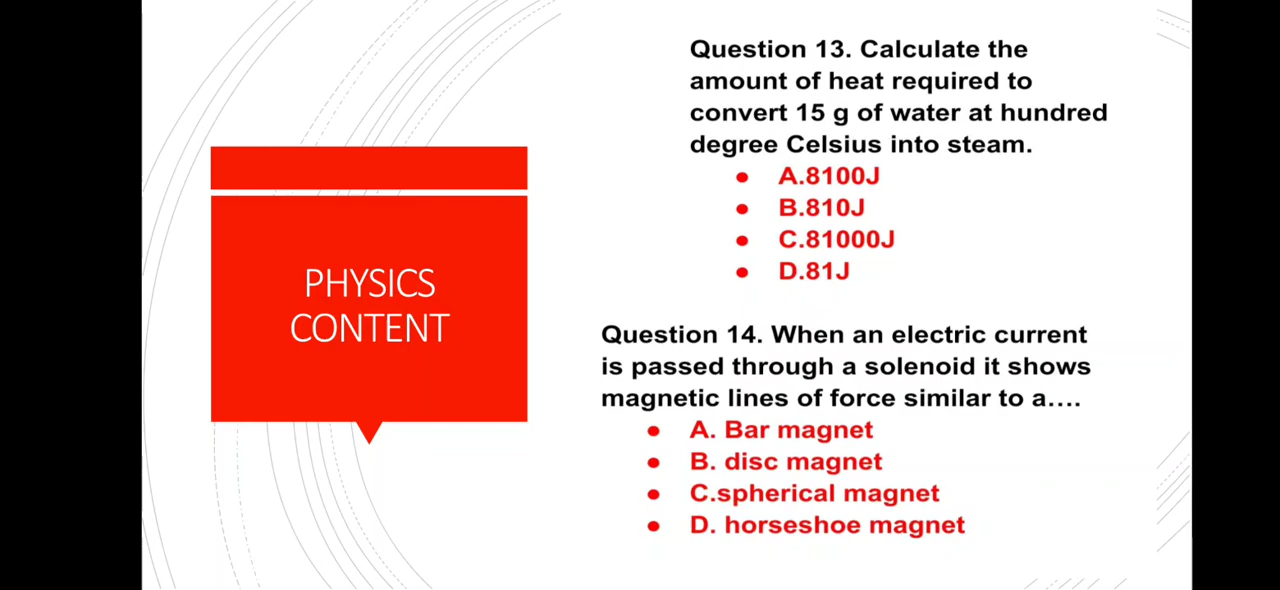 PHYSICS
CONTENT
Question 13. Calculate the
amount of heat required to
convert 15 g of water at hundred
degree Celsius into steam.
● A.8100J
● B.810J
● C.81000J
● D.81J
Question 14. When an electric current
is passed through a solenoid it shows
magnetic lines of force similar to a....
● A. Bar magnet
● B. disc magnet
● C.spherical magnet
● D. horseshoe magnet